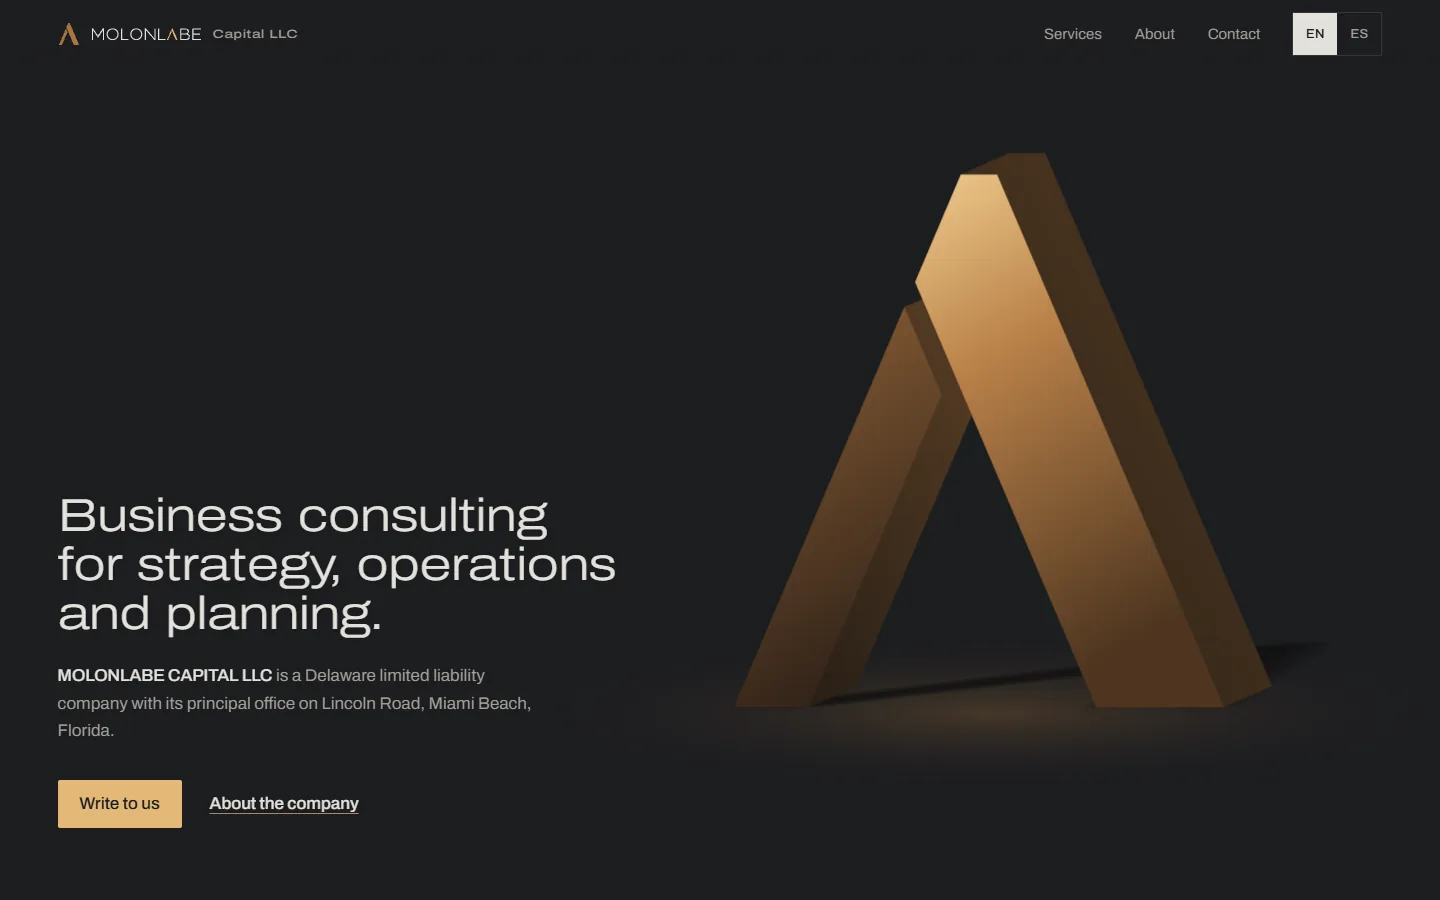 MOLONLABE Capital LLC
Services About Contact EN ES
Business consulting
for strategy, operations
and planning.
MOLONLABE CAPITAL LLC is a Delaware limited liability
company with its principal office on Lincoln Road, Miami Beach,
Florida.
Write to us About the company